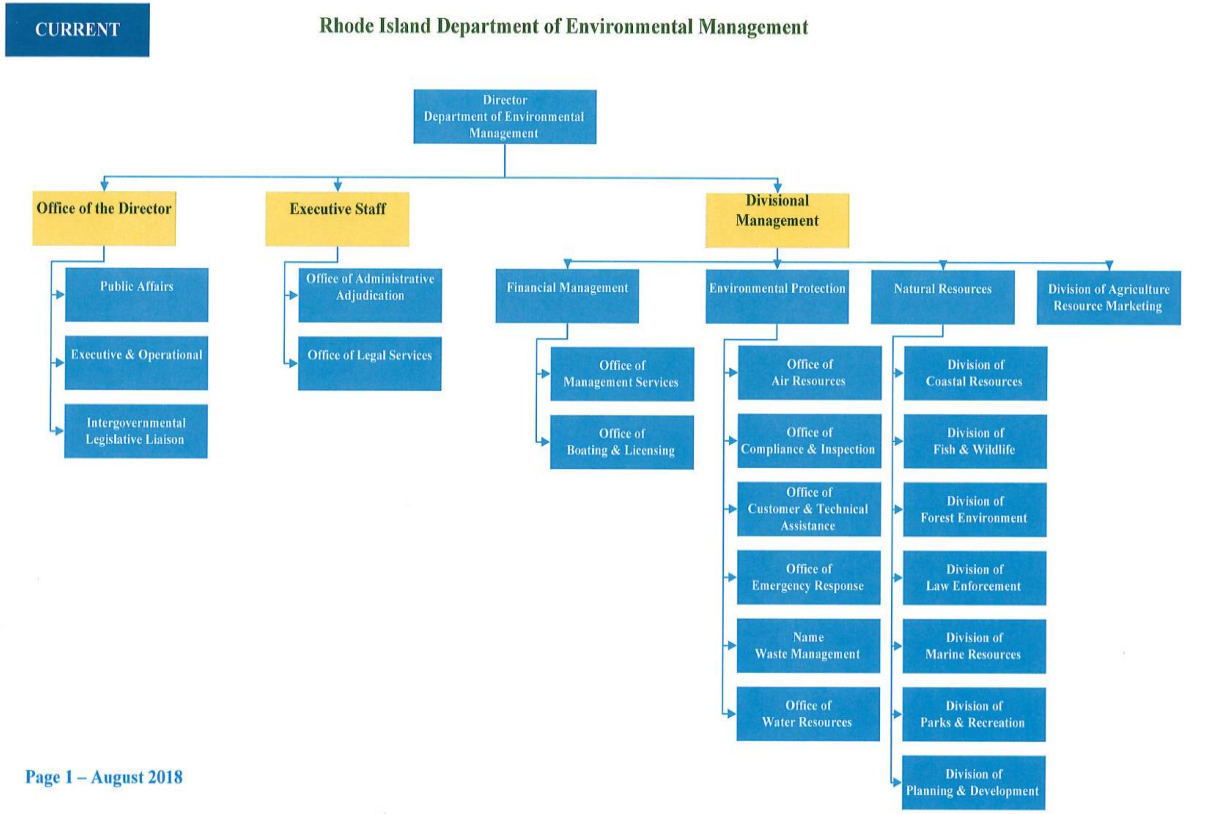 CURRENT
Rhode Island Department of Environmental Management
Director
Department of Environmental
Management
Office of the Director
Executive Staff
Divisional
Management
Public Affairs
Executive & Operational
Intergovernmental
Legislative Liaison
Office of Administrative
Adjudication
Office of Legal Services
Financial Management
Office of
Management Services
Office of
Boating & Licensing
Environmental Protection
Office of
Air Resources
Office of
Compliance & Inspection
Office of
Customer & Technical
Assistance
Office of
Emergency Response
Name
Waste Management
Office of
Water Resources
Natural Resources
Division of
Coastal Resources
Division of
Fish & Wildlife
Division of
Forest Environment
Division of
Law Enforcement
Division of
Marine Resources
Division of
Parks & Recreation
Division of
Planning & Development
Division of Agriculture
Resource Marketing
Page 1 – August 2018